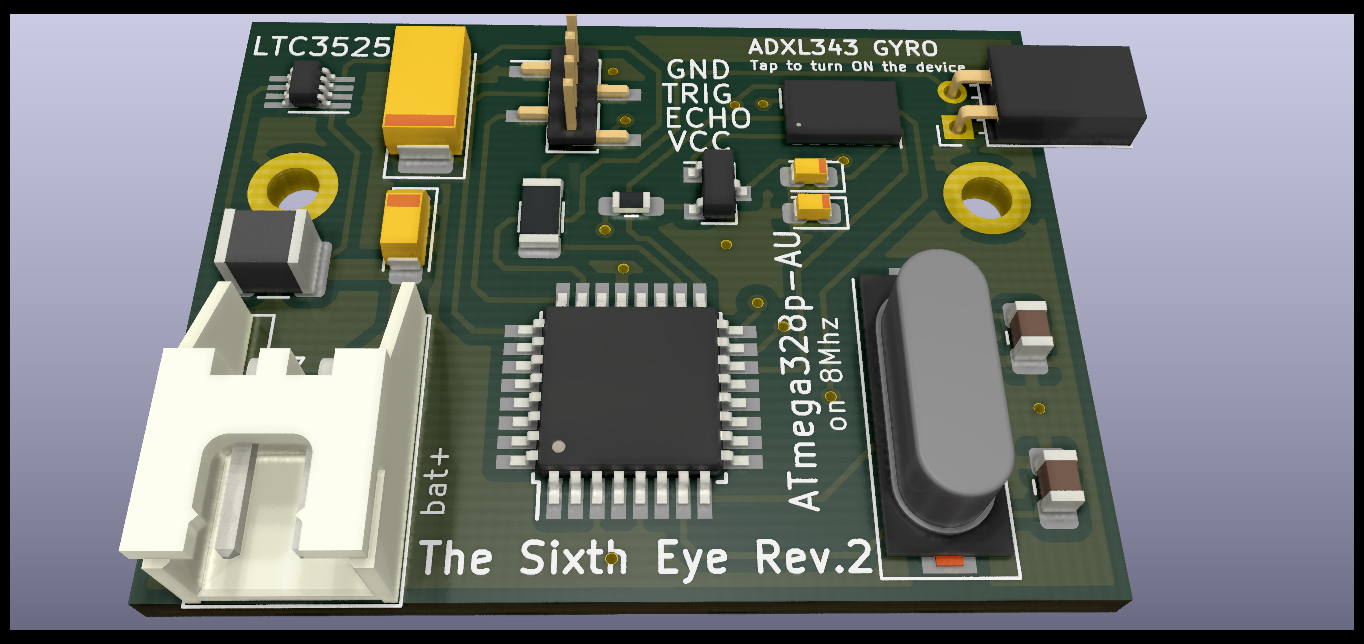 LTC3525
ADXL343 GYRO
Tap to turn ON the device
GND
TRIG
ECHO
VCC
ATmega328p-AU
on 8Mhz
bat+
The Sixth Eye Rev.2